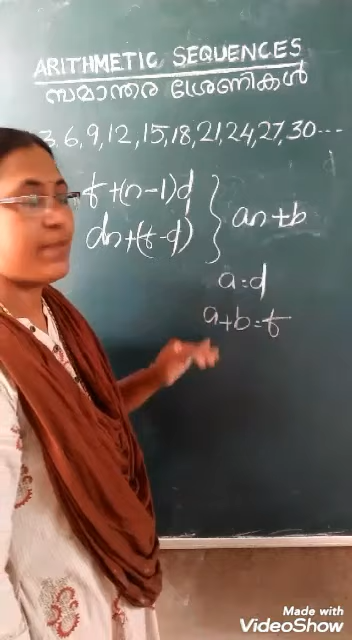 ARITHMETIC SEQUENCES
സമാന്തര ശ്രേണികൾ
3, 6, 9, 12, 15, 18, 21, 24, 27, 30 ---
f + (n-1)d } an+b
dn + (f-d)
a = d
a+b = f
Made with
VideoShow